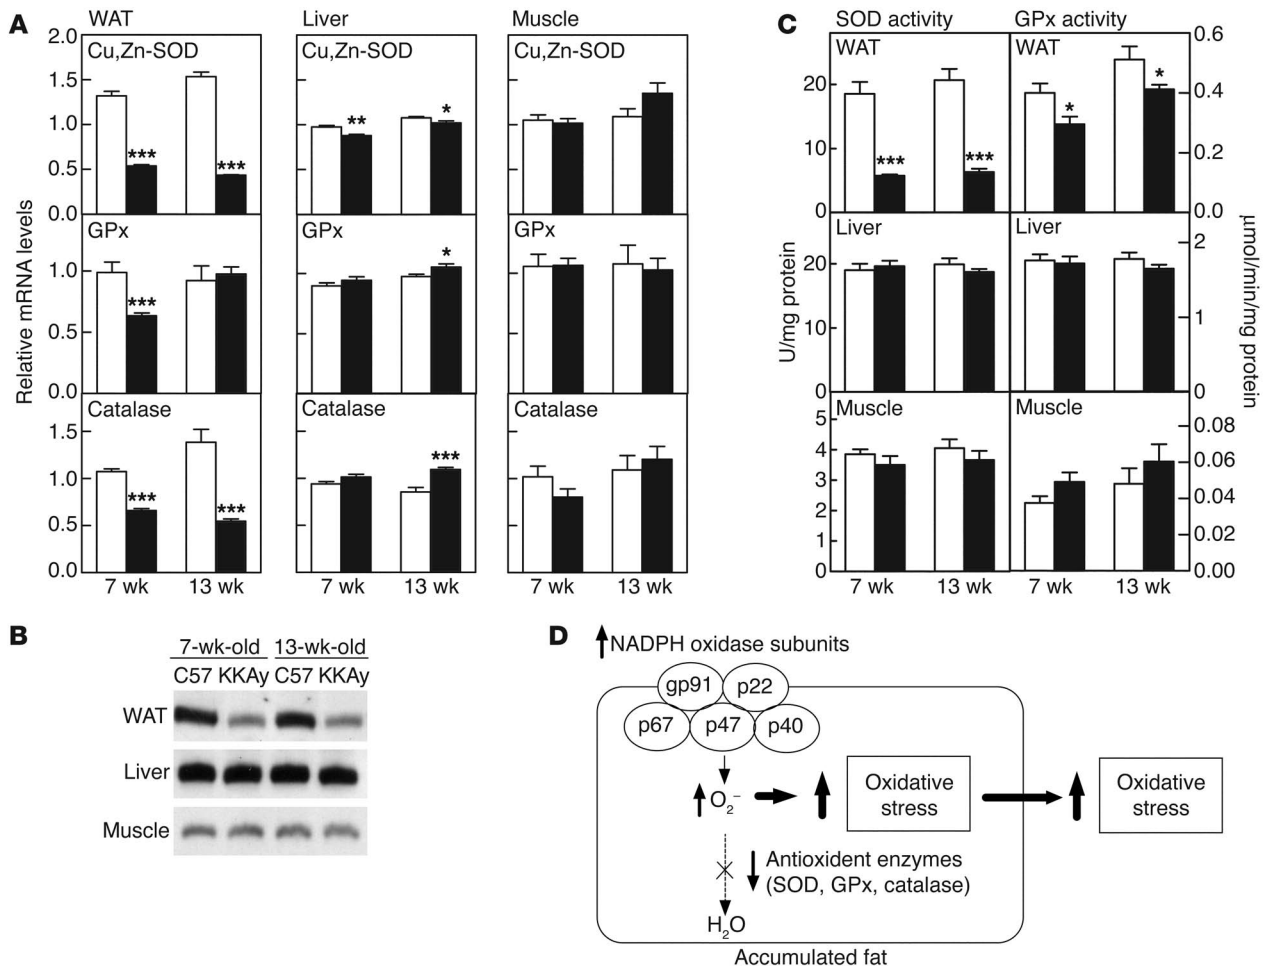 A
WAT
Liver
Muscle
Relative mRNA levels
2.0
1.5
1.0
0.5
0.0
Cu,Zn-SOD
***
***
Cu,Zn-SOD
**
*
Cu,Zn-SOD
1.0
0.5
0.0
GPx
***
GPx
*
GPx
1.5
1.0
0.5
0.0
Catalase
***
***
Catalase
***
Catalase
7 wk 13 wk
7 wk 13 wk
7 wk 13 wk
C
SOD activity
GPx activity
U/mg protein
μmol/min/mg protein
WAT
20
10
0
***
***
WAT
0.6
0.4
0.2
0.0
*
*
Liver
20
10
0
Liver
2
1
0
Muscle
5
4
3
2
1
0
Muscle
0.08
0.06
0.04
0.02
0.00
7 wk 13 wk
7 wk 13 wk
B
7-wk-old 13-wk-old
C57 KKAy C57 KKAy
WAT
Liver
Muscle
D
NADPH oxidase subunits
gp91 p22
p67 p47 p40
O2−
Oxidative
stress
Oxidative
stress
Antioxident enzymes
(SOD, GPx, catalase)
H2O
Accumulated fat